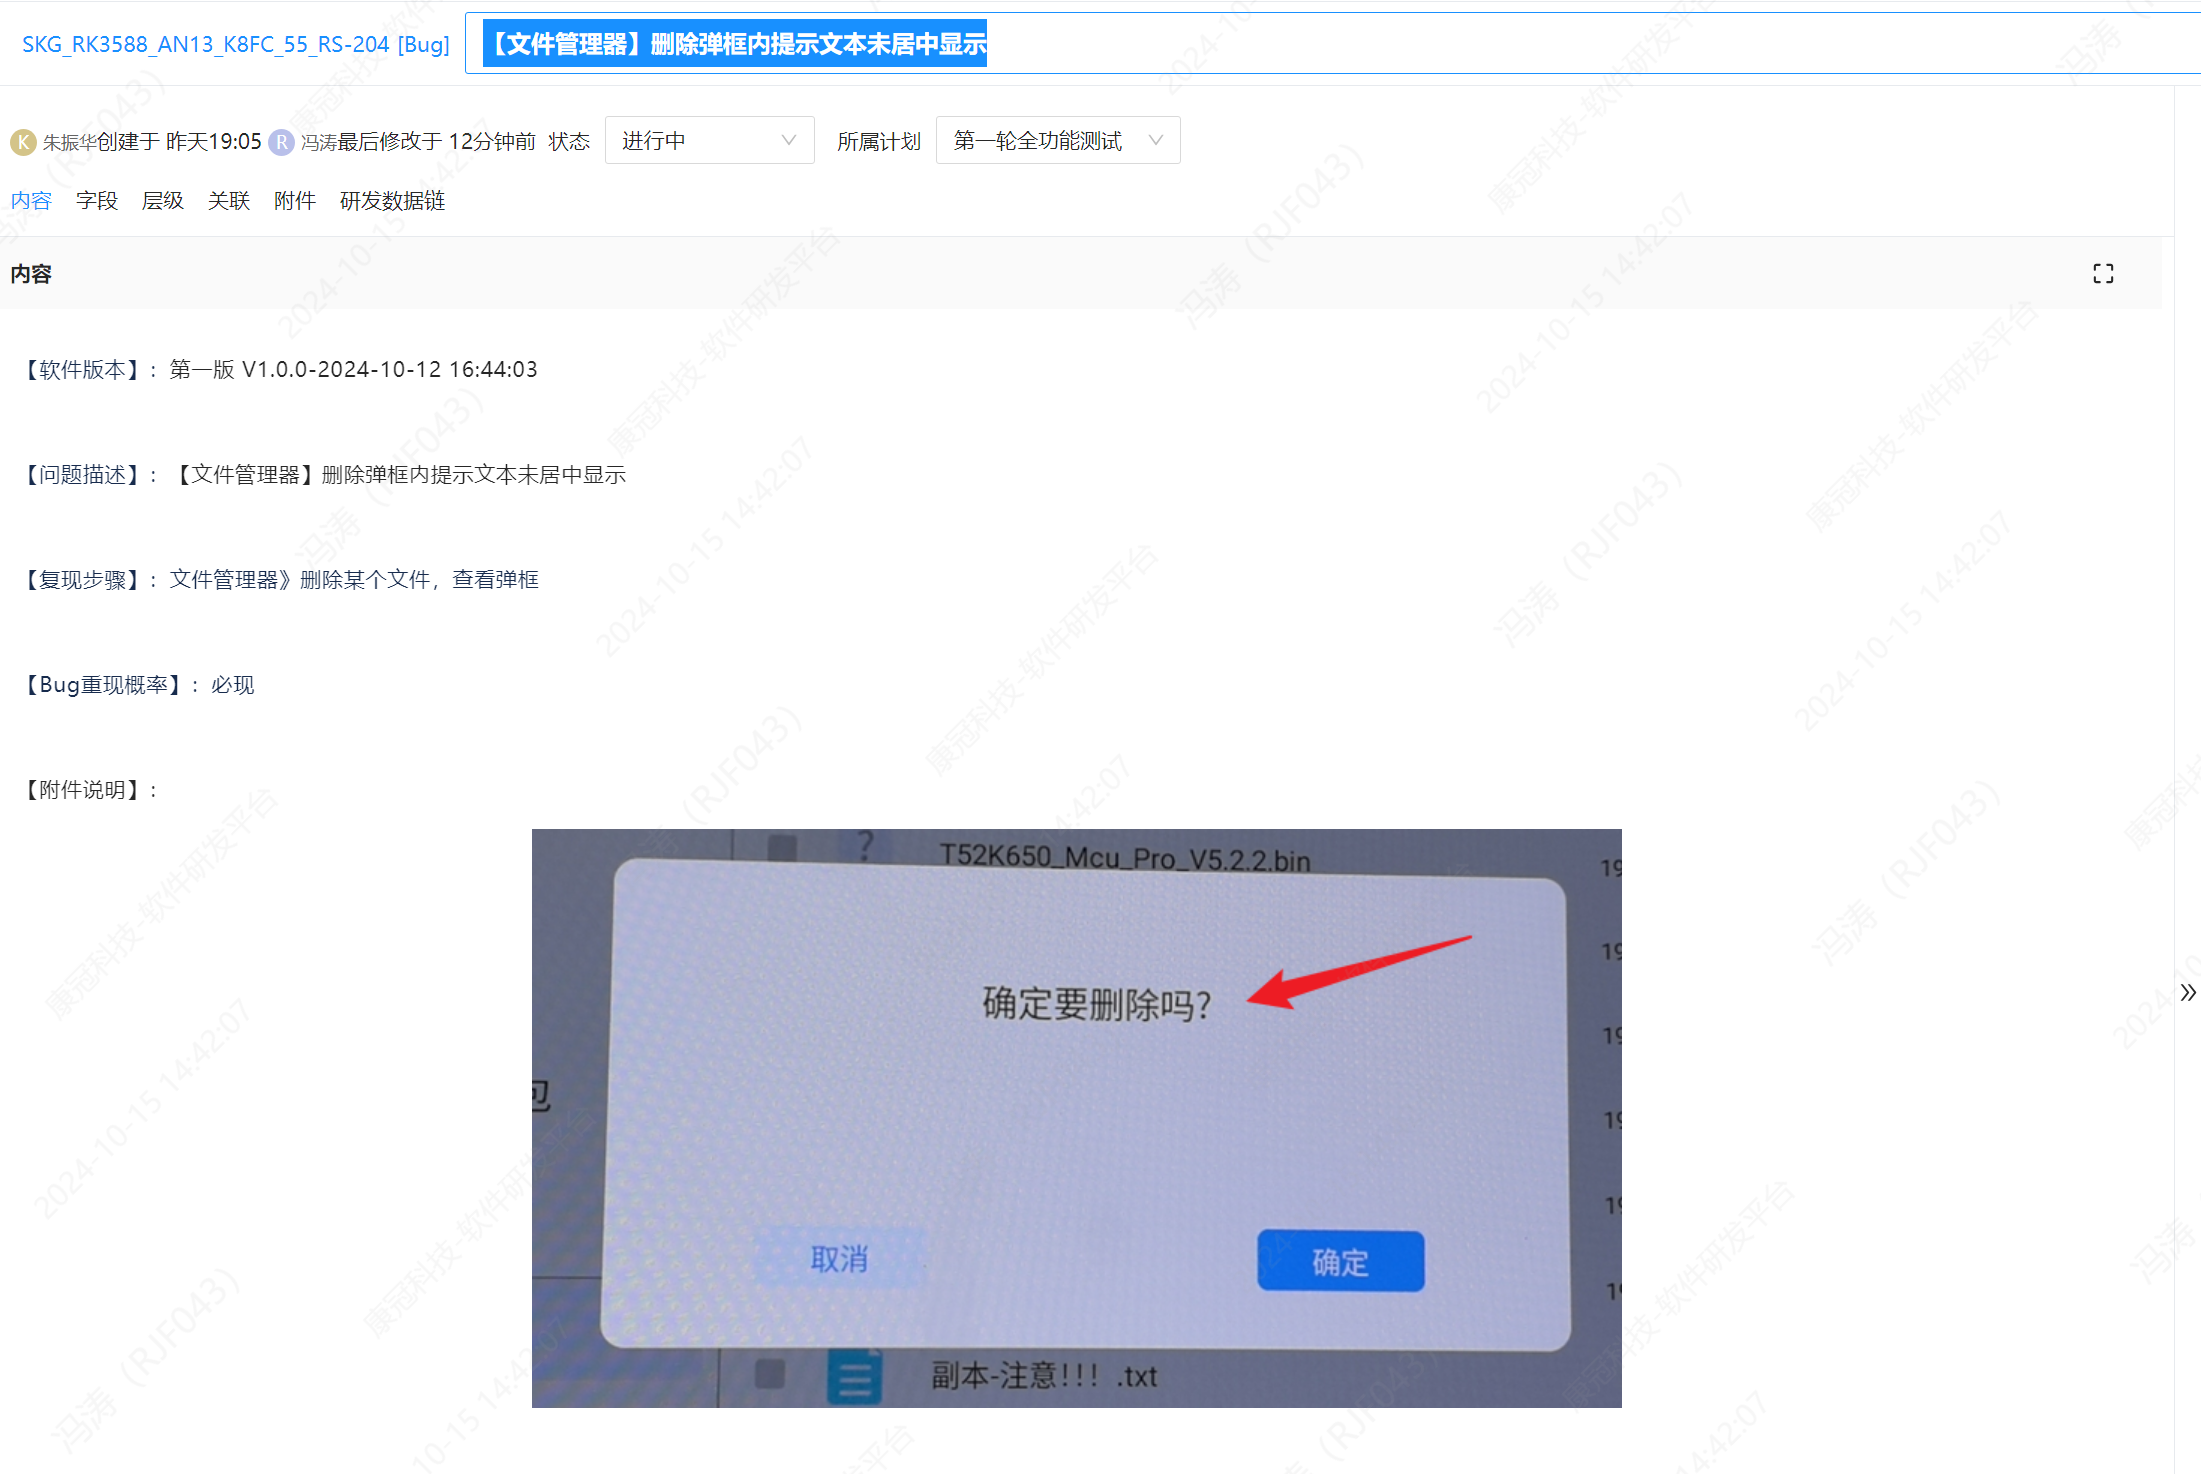 SKG_RK3588_AN13_K8FC_55_RS-204 [Bug] 【文件管理器】删除弹框内提示文本未居中显示
K 朱振华创建于 昨天19:05 R 冯涛最后修改于 12分钟前 状态 进行中 所属计划 第一轮全功能测试
内容 字段 层级 关联 附件 研发数据链
内容
【软件版本】: 第一版 V1.0.0-2024-10-12 16:44:03
【问题描述】: 【文件管理器】删除弹框内提示文本未居中显示
【复现步骤】: 文件管理器》删除某个文件，查看弹框
【Bug重现概率】: 必现
【附件说明】:
T52K650_Mcu_Pro_V5.2.2.bin
确定要删除吗?
取消 确定
副本-注意!!! .txt
冯涛（RJF043）
康冠科技-软件研发平台
2024-10-15 14:42:07